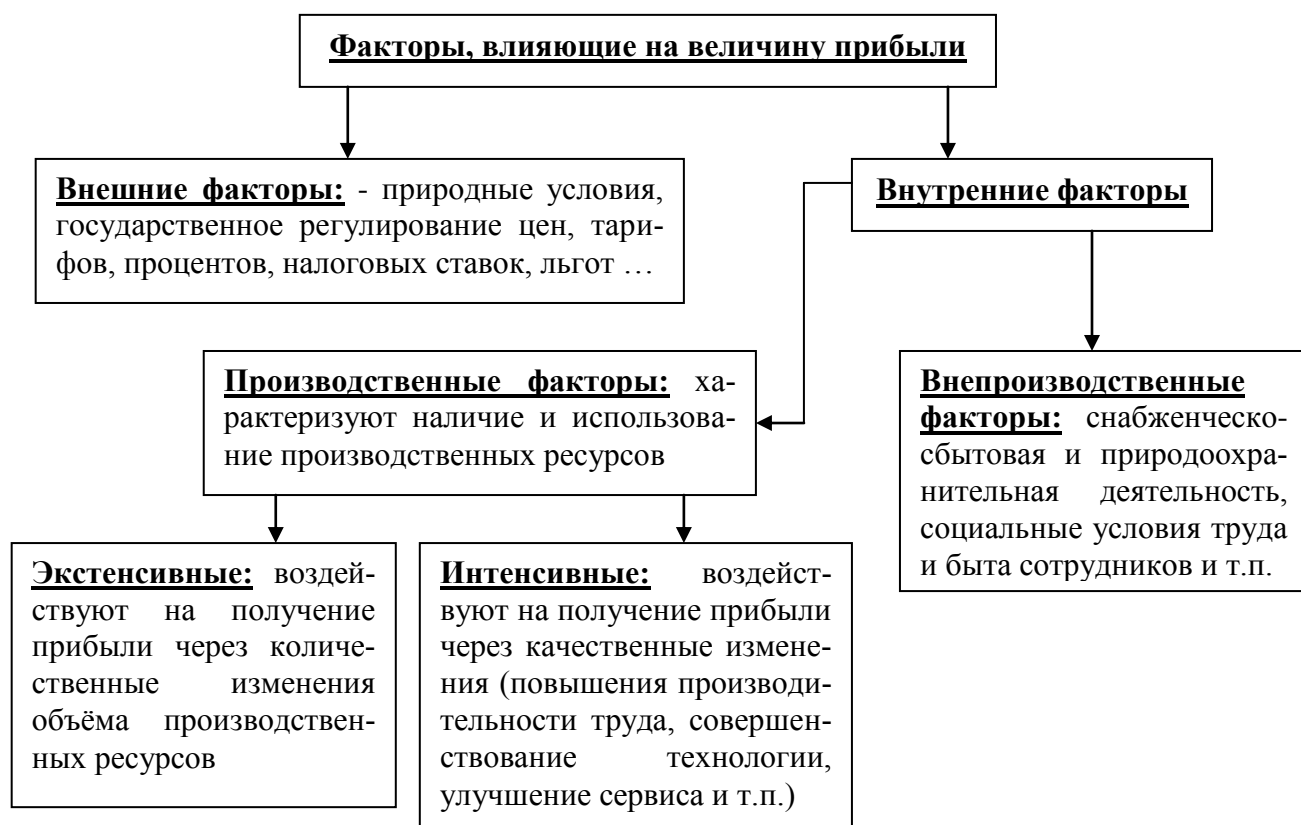 Факторы, влияющие на величину прибыли
Внешние факторы: - природные условия,
государственное регулирование цен, тари-
фов, процентов, налоговых ставок, льгот …
Внутренние факторы
Производственные факторы: ха-
рактеризуют наличие и использова-
ние производственных ресурсов
Внепроизводственные
факторы: снабженческо-
сбытовая и природоохра-
нительная деятельность,
социальные условия труда
и быта сотрудников и т.п.
Экстенсивные: воздей-
ствуют на получение
прибыли через количе-
ственные изменения
объёма производствен-
ных ресурсов
Интенсивные: воздейст-
вуют на получение прибыли
через качественные измене-
ния (повышения производи-
тельности труда, совершен-
ствование технологии,
улучшение сервиса и т.п.)